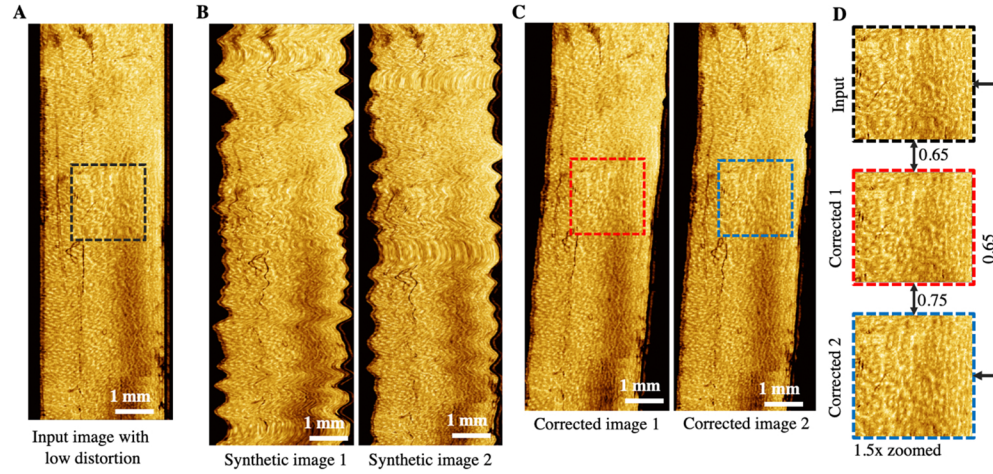 A
B
C
D
Input
0.65
Corrected 1
0.65
0.75
Corrected 2
1 mm
1 mm
1 mm
1 mm
1 mm
Input image with
low distortion
Synthetic image 1
Synthetic image 2
Corrected image 1
Corrected image 2
1.5x zoomed